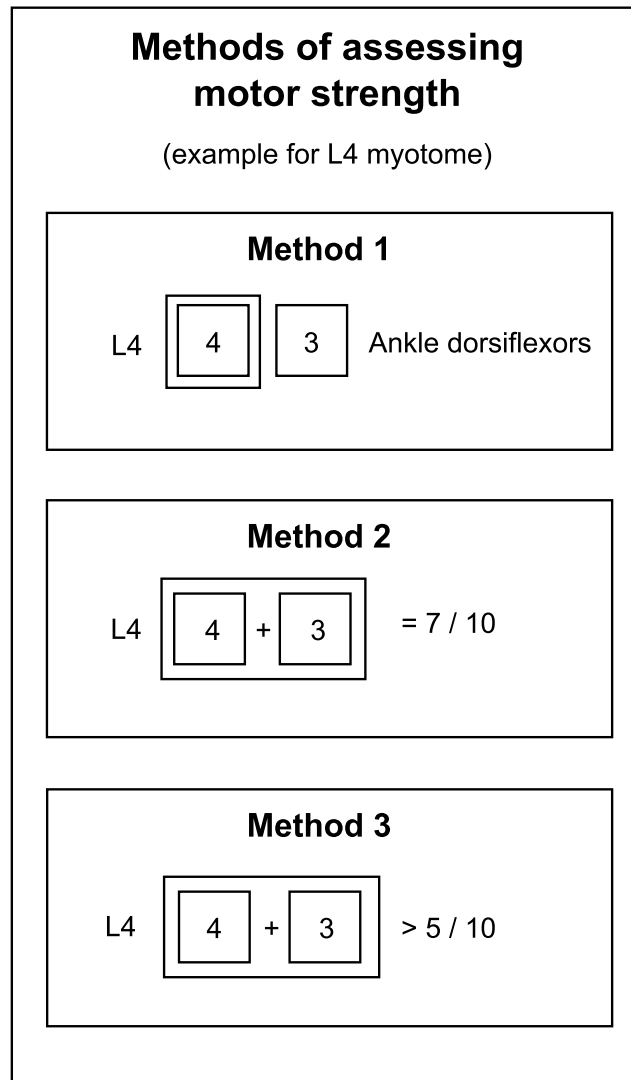 Methods of assessing
motor strength
(example for L4 myotome)
Method 1
L4 4 3 Ankle dorsiflexors
Method 2
L4 4 + 3 = 7 / 10
Method 3
L4 4 + 3 > 5 / 10